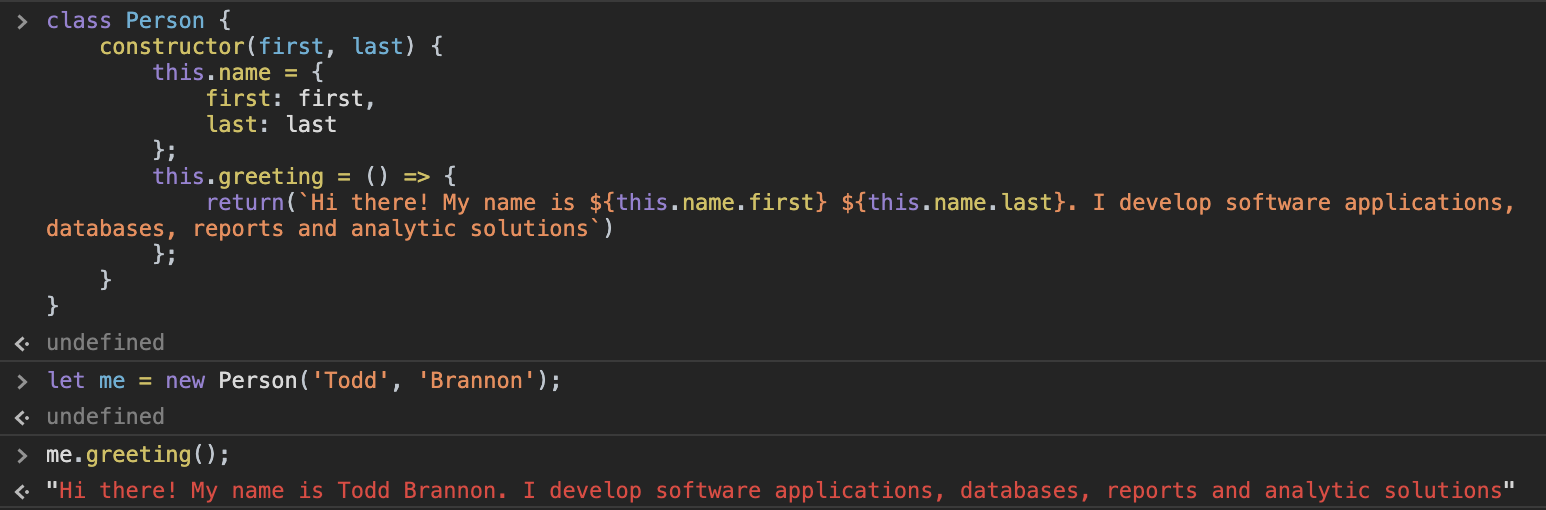 > class Person {
    constructor(first, last) {
        this.name = {
            first: first,
            last: last
        };
        this.greeting = () => {
            return(`Hi there! My name is ${this.name.first} ${this.name.last}. I develop software applications,
databases, reports and analytic solutions`)
        };
    }
}
undefined
> let me = new Person('Todd', 'Brannon');
undefined
> me.greeting();
"Hi there! My name is Todd Brannon. I develop software applications, databases, reports and analytic solutions"